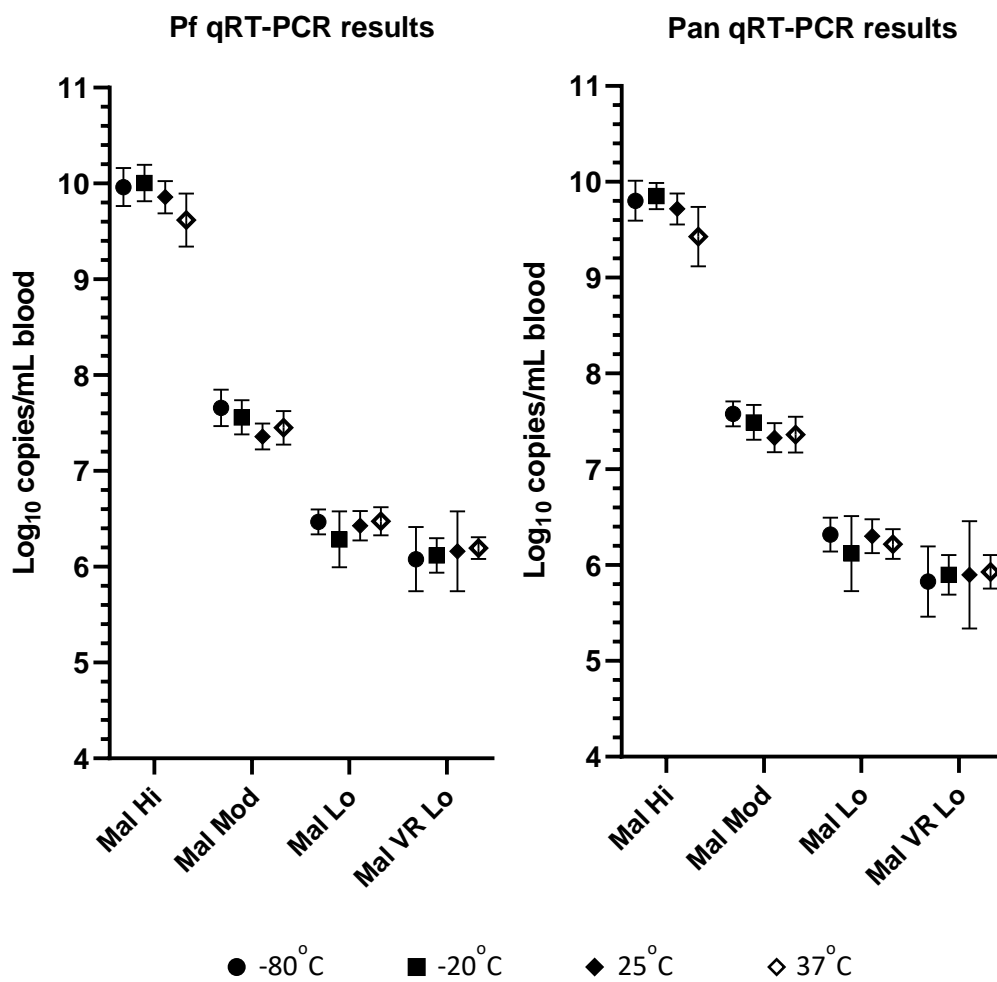 Pf qRT-PCR results
Log₁₀ copies/mL blood
11
10
9
8
7
6
5
4
Mal Hi
Mal Mod
Mal Lo
Mal VR Lo
Pan qRT-PCR results
Log₁₀ copies/mL blood
11
10
9
8
7
6
5
4
Mal Hi
Mal Mod
Mal Lo
Mal VR Lo
-80°C -20°C 25°C 37°C